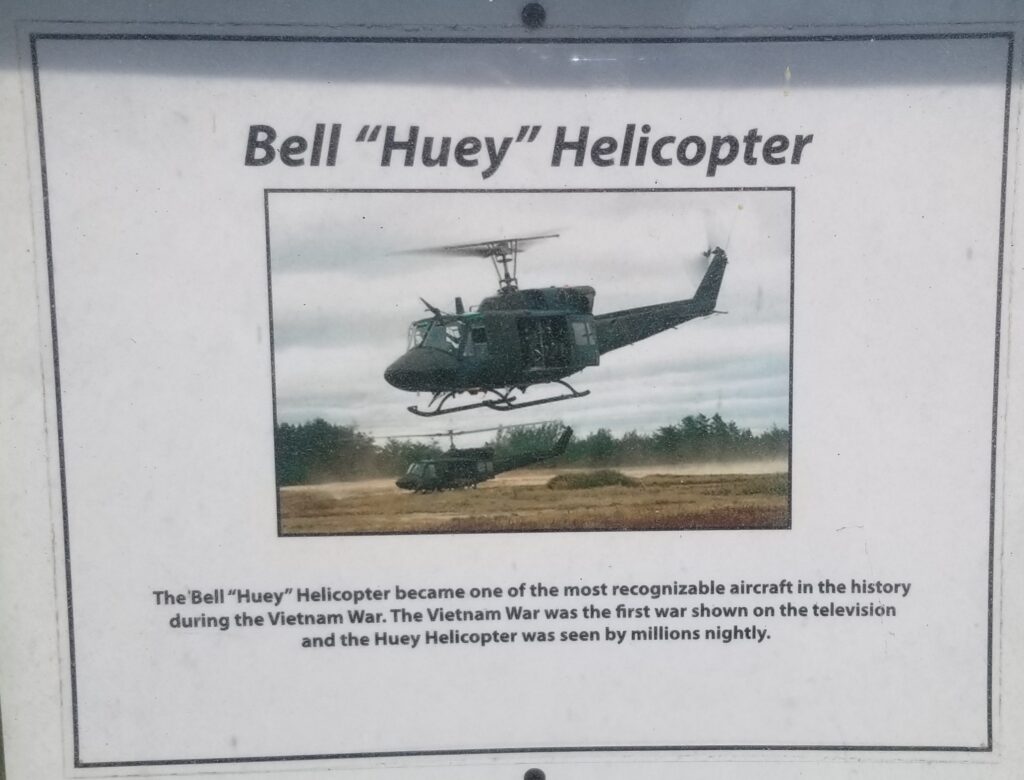 Bell “Huey” Helicopter
The Bell “Huey” Helicopter became one of the most recognizable aircraft in the history
during the Vietnam War. The Vietnam War was the first war shown on the television
and the Huey Helicopter was seen by millions nightly.